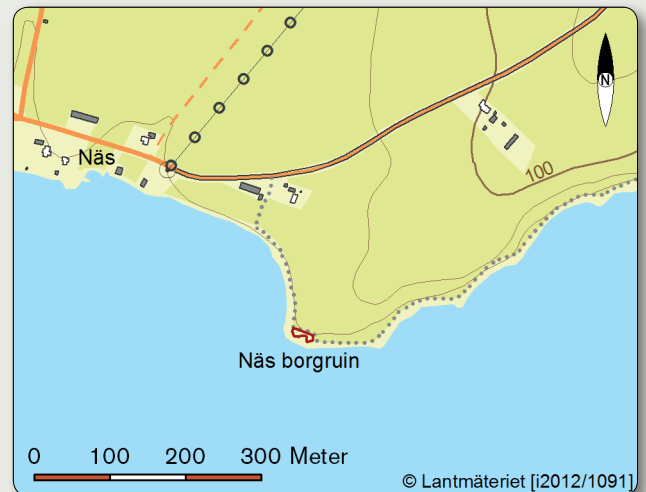 N
Näs
100
Näs borgruin
0 100 200 300 Meter
© Lantmäteriet [i2012/1091]